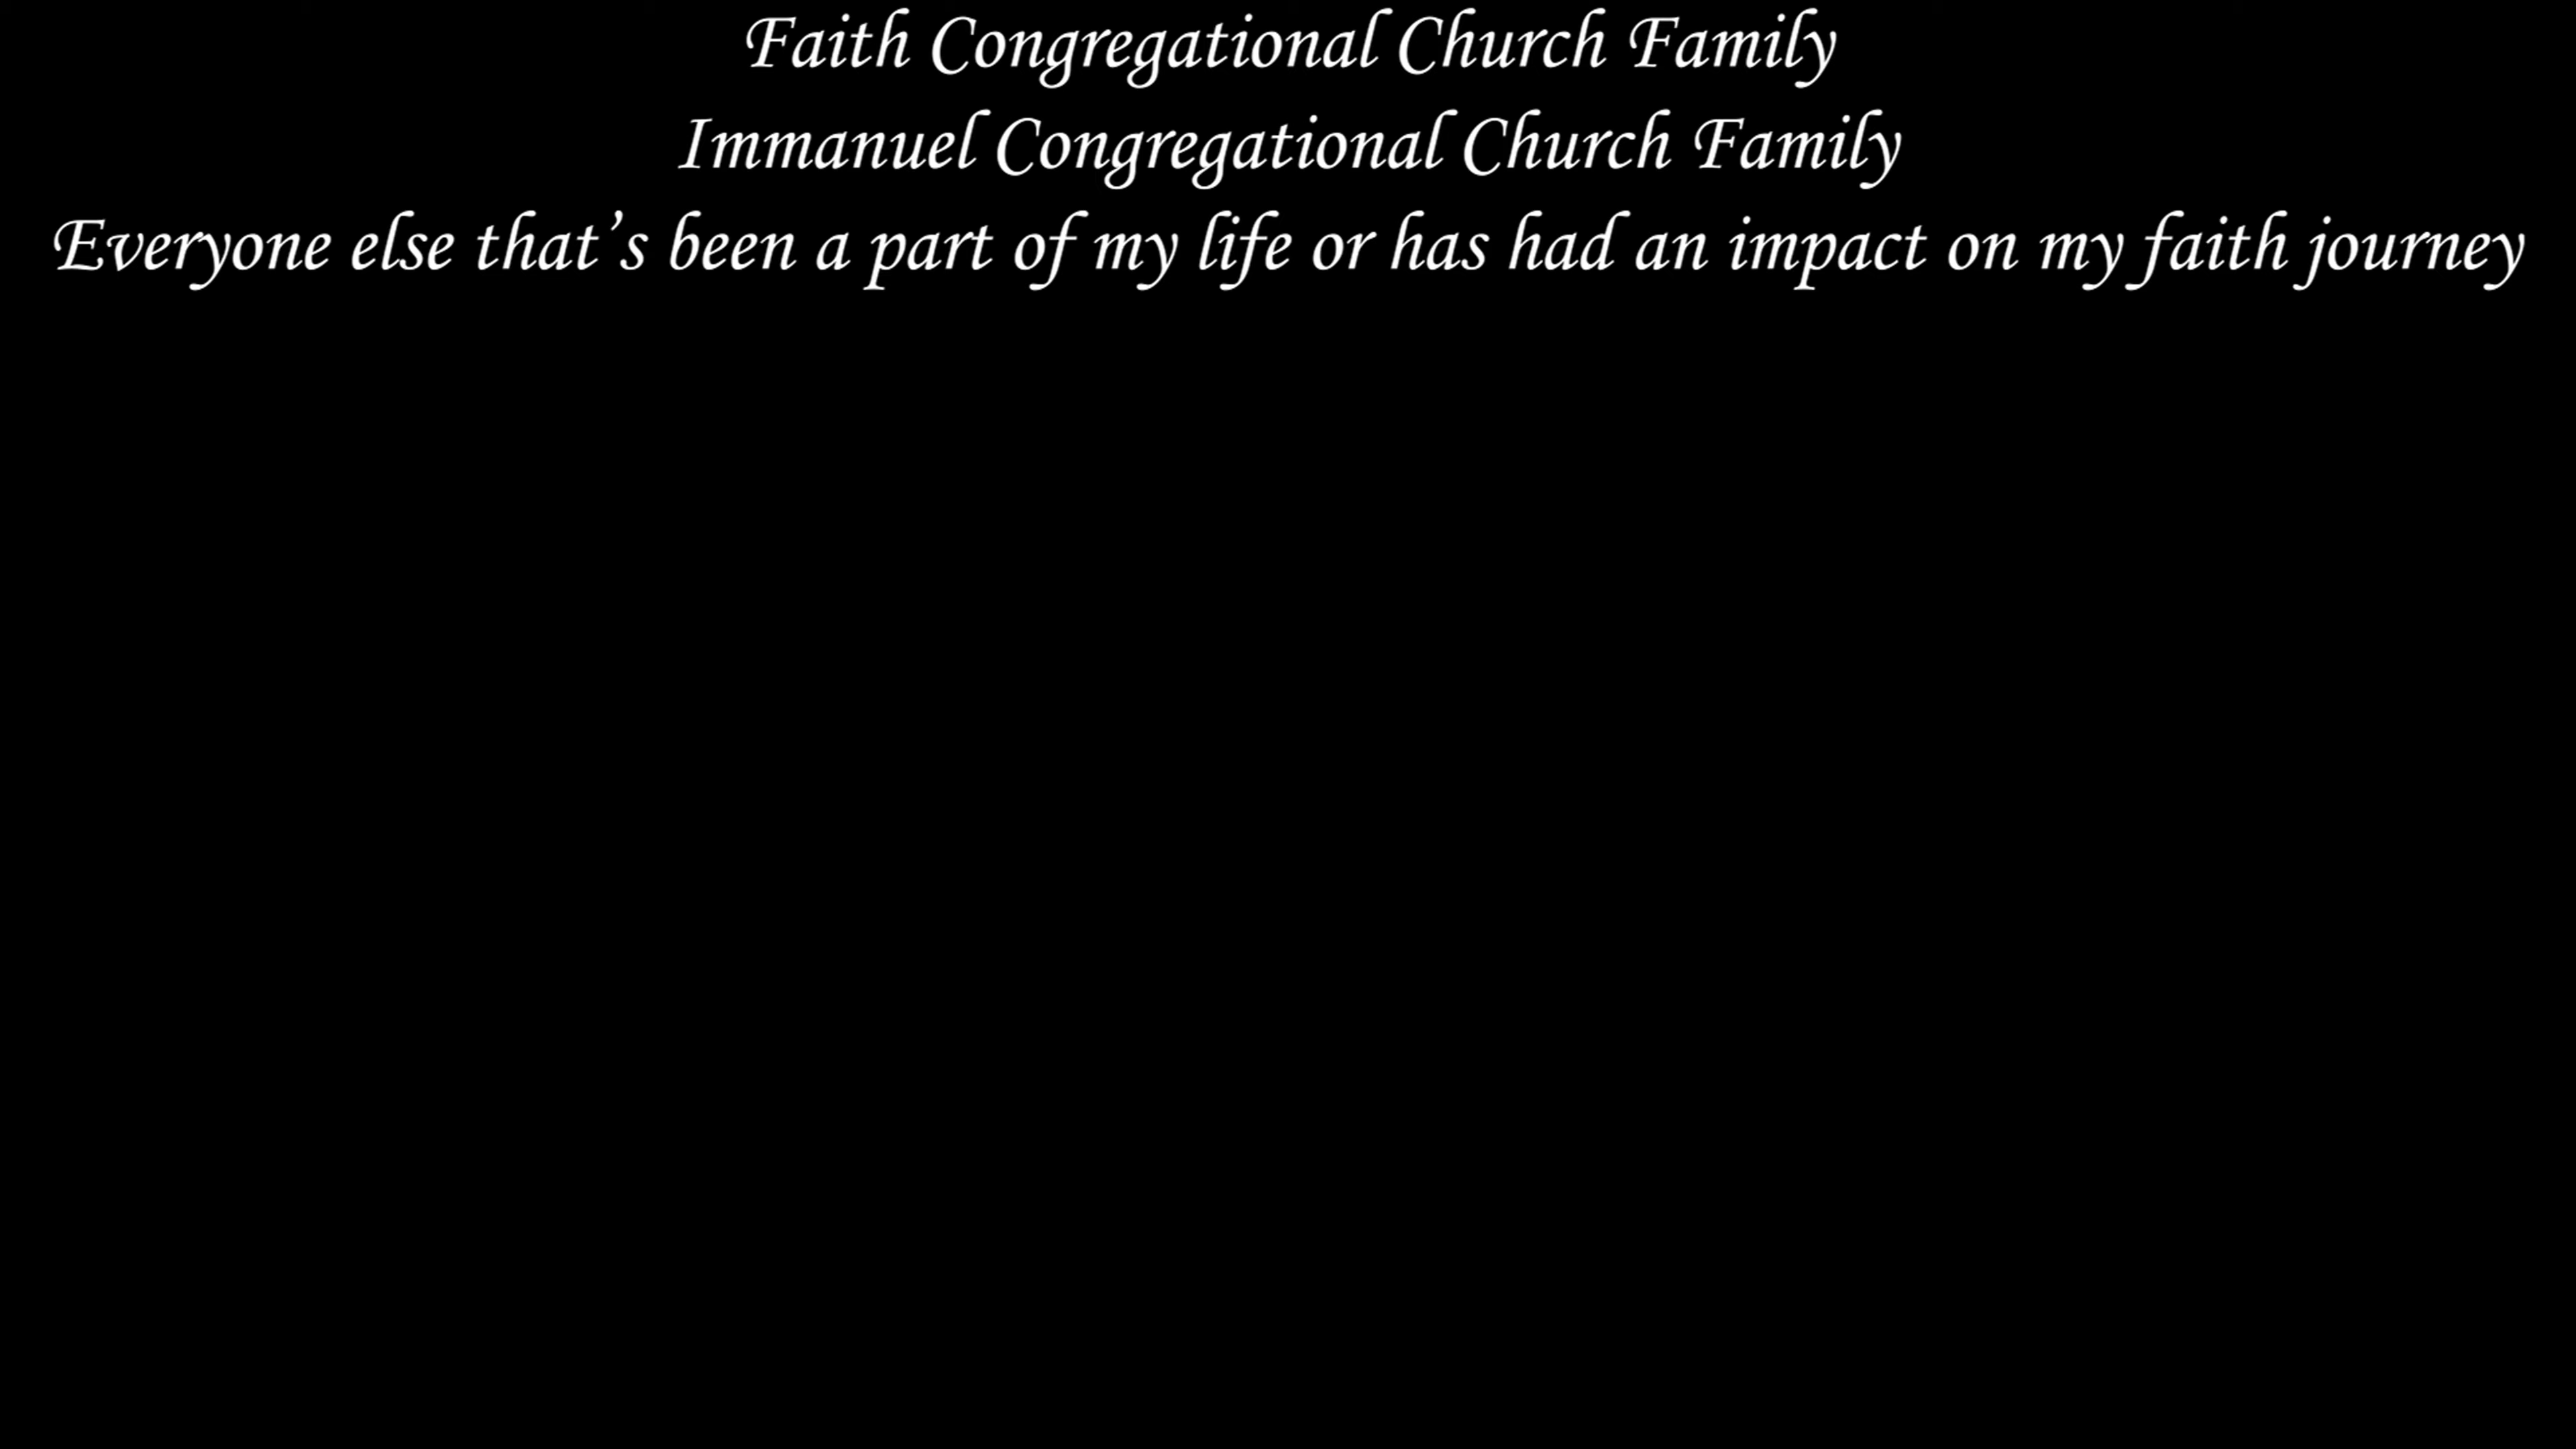 Faith Congregational Church Family
Immanuel Congregational Church Family
Everyone else that’s been a part of my life or has had an impact on my faith journey